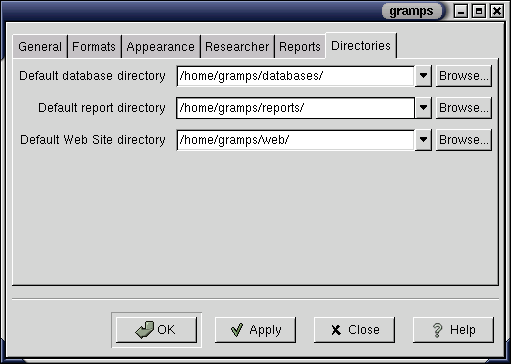 gramps
General Formats Appearance Researcher Reports Directories
Default database directory /home/gramps/databases/ Browse...
Default report directory /home/gramps/reports/ Browse...
Default Web Site directory /home/gramps/web/ Browse...
OK Apply Close Help